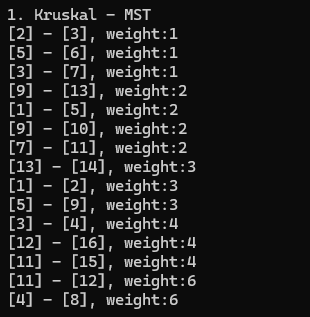 1. Kruskal - MST
[2] - [3], weight:1
[5] - [6], weight:1
[3] - [7], weight:1
[9] - [13], weight:2
[1] - [5], weight:2
[9] - [10], weight:2
[7] - [11], weight:2
[13] - [14], weight:3
[1] - [2], weight:3
[5] - [9], weight:3
[3] - [4], weight:4
[12] - [16], weight:4
[11] - [15], weight:4
[11] - [12], weight:6
[4] - [8], weight:6